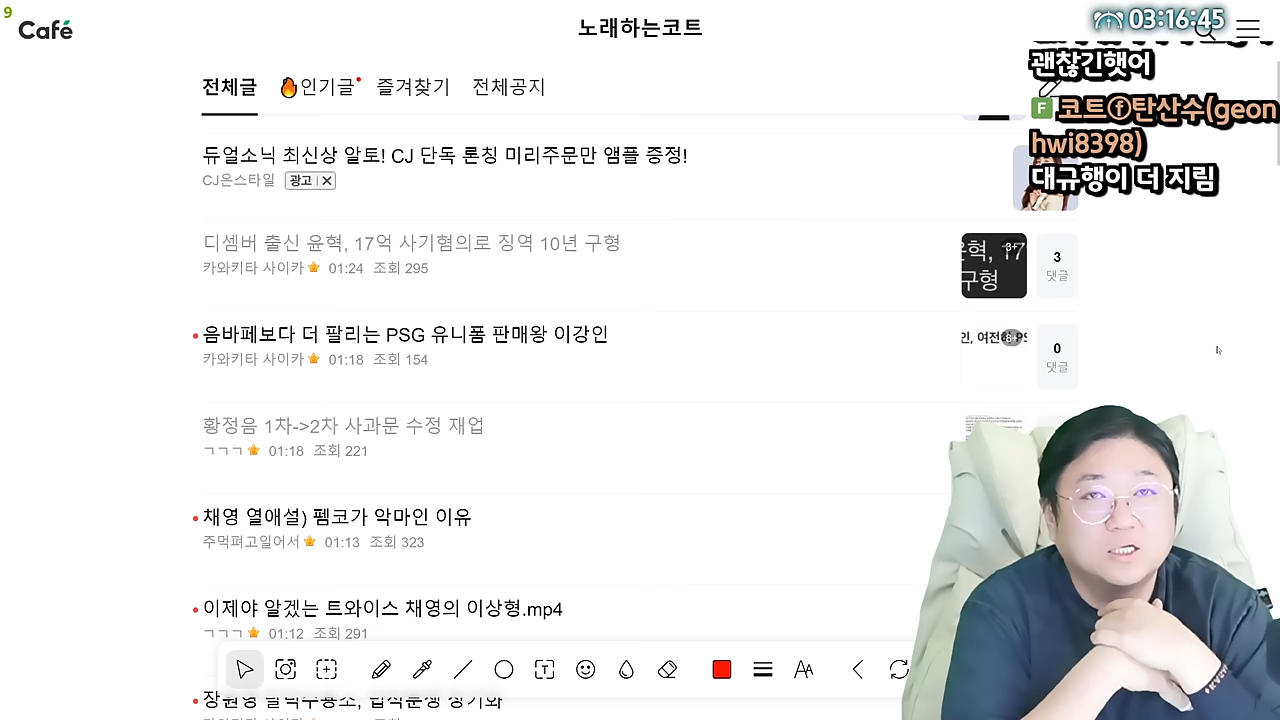 9
Café
노래하는코트
03:16:45
전체글
🔥인기글
즐겨찾기
전체공지
괜찮긴햇어
F 코트ⓕ탄산수(geon
hwi8398)
대규행이 더 지림
듀얼소닉 최신상 알토! CJ 단독 론칭 미리주문만 앰플 증정!
CJ온스타일 광고 X
디셈버 출신 윤혁, 17억 사기혐의로 징역 10년 구형
카와키타 사이카 01:24 조회 295
혁, 17
구형
8+
3
댓글
음바페보다 더 팔리는 PSG 유니폼 판매왕 이강인
카와키타 사이카 01:18 조회 154
0
댓글
황정음 1차->2차 사과문 수정 재업
ㄱㄱㄱ 01:18 조회 221
채영 열애설) 펨코가 악마인 이유
주먹펴고일어서 01:13 조회 323
이제야 알겠는 트와이스 채영의 이상형.mp4
ㄱㄱㄱ 01:12 조회 291
T
AA